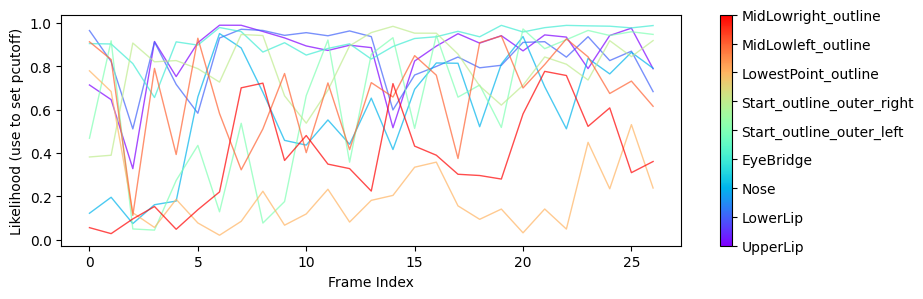 Likelihood (use to set pcutoff)
1.0
0.8
0.6
0.4
0.2
0.0
0
5
10
15
20
25
Frame Index
MidLowright_outline
MidLowleft_outline
LowestPoint_outline
Start_outline_outer_right
Start_outline_outer_left
EyeBridge
Nose
LowerLip
UpperLip